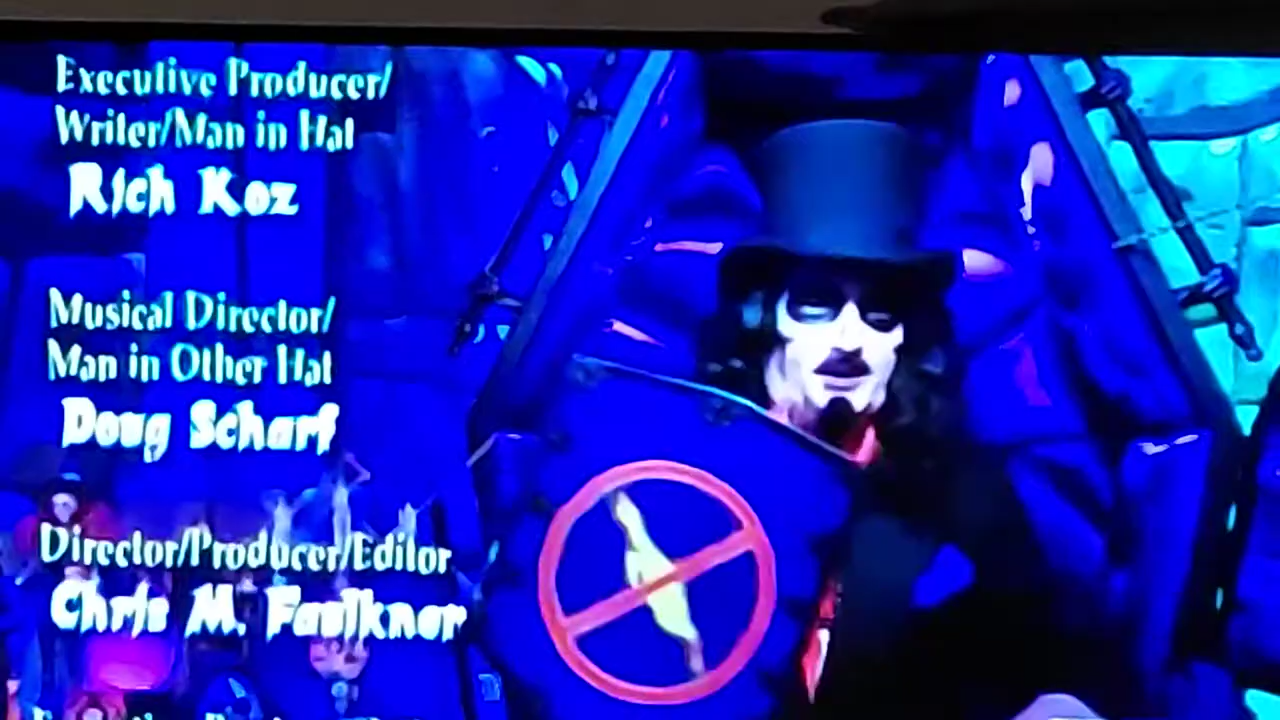 Executive Producer/
Writer/Man in Hat
Rich Koz
Musical Director/
Man in Other Hat
Doug Scharf
Director/Producer/Editor
Chris M. Faulkner